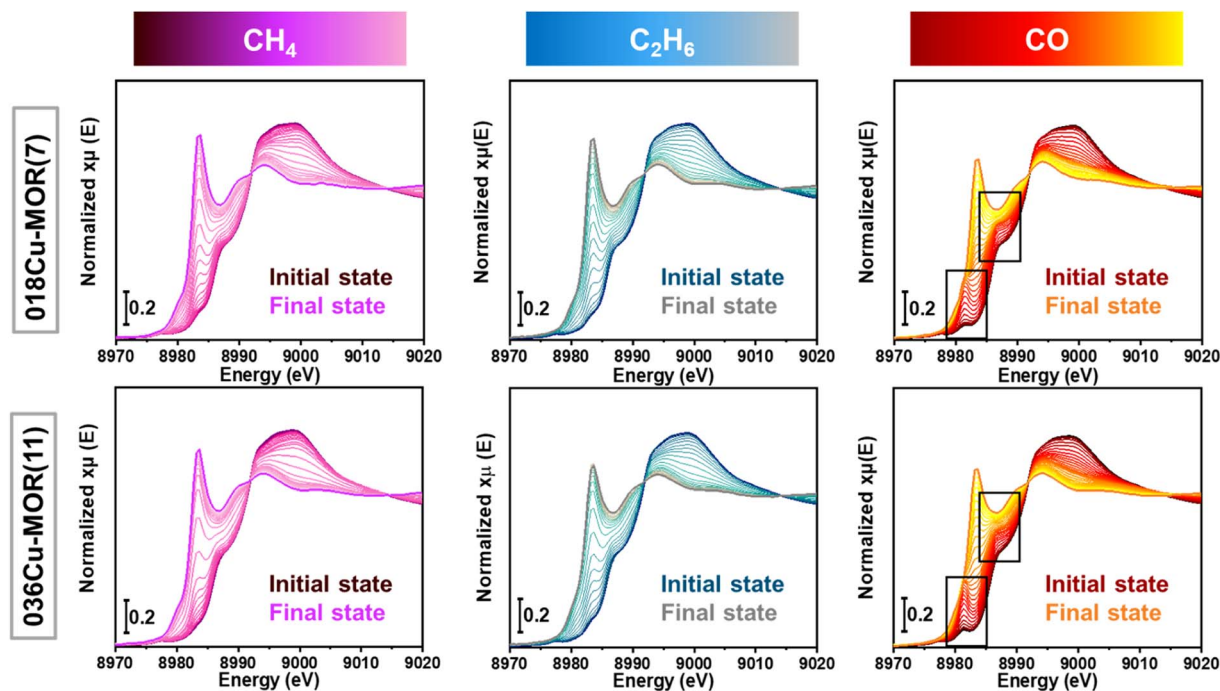 CH4
C2H6
CO
018Cu-MOR(7)
Normalized xμ (E)
Initial state
Final state
0.2
8970 8980 8990 9000 9010 9020
Energy (eV)
Normalized xμ(E)
Initial state
Final state
0.2
8970 8980 8990 9000 9010 9020
Energy (eV)
Normalized xμ(E)
Initial state
Final state
0.2
8970 8980 8990 9000 9010 9020
Energy (eV)
036Cu-MOR(11)
Normalized xμ (E)
Initial state
Final state
0.2
8970 8980 8990 9000 9010 9020
Energy (eV)
Normalized xμ (E)
Initial state
Final state
0.2
8970 8980 8990 9000 9010 9020
Energy (eV)
Normalized xμ(E)
Initial state
Final state
0.2
8970 8980 8990 9000 9010 9020
Energy (eV)